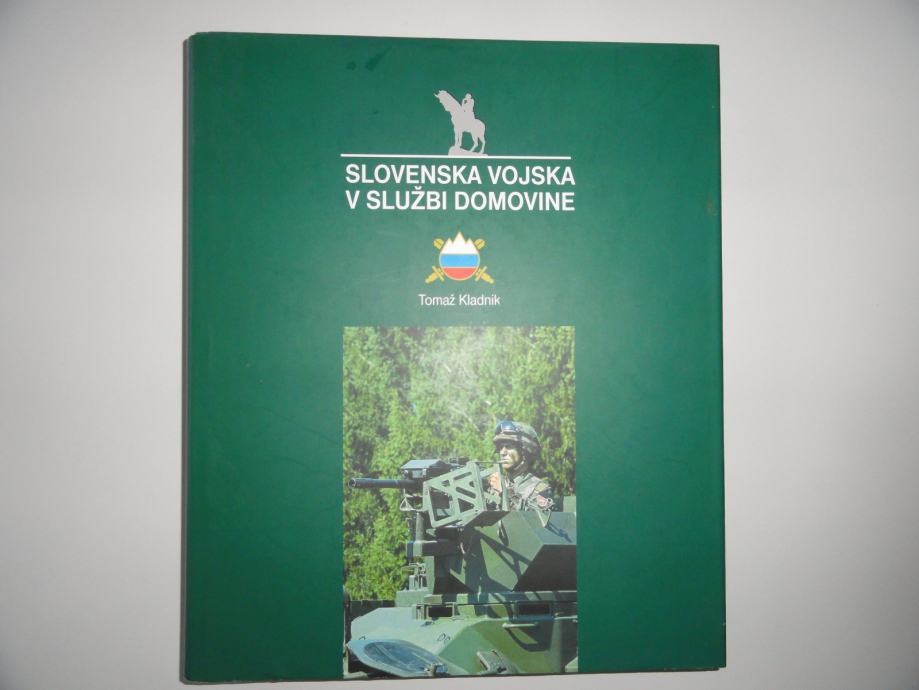 SLOVENSKA VOJSKA
V SLUŽBI DOMOVINE
Tomaž Kladnik